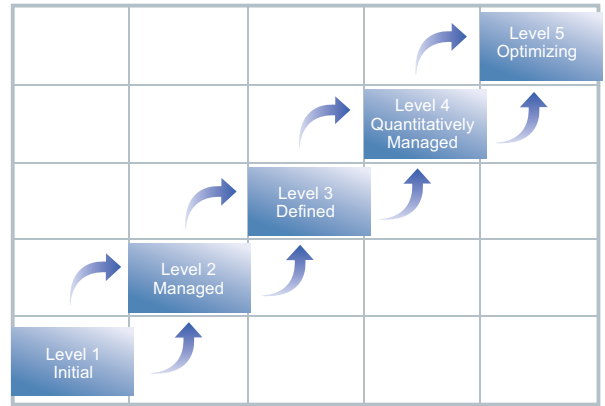 Level 5
Optimizing
Level 4
Quantitatively
Managed
Level 3
Defined
Level 2
Managed
Level 1
Initial